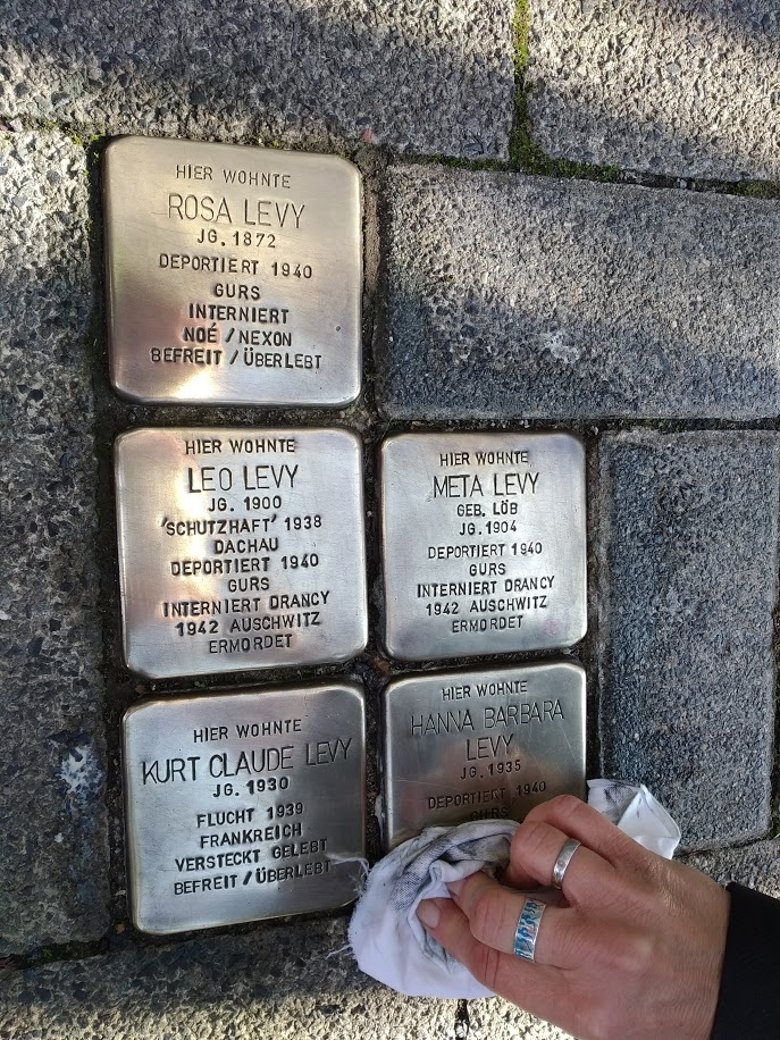 HIER WOHNTE
ROSA LEVY
JG. 1872
DEPORTIERT 1940
GURS
INTERNIERT
NOÉ / NEXON
BEFREIT / ÜBERLEBT
HIER WOHNTE
LEO LEVY
JG. 1900
'SCHUTZHAFT' 1938
DACHAU
DEPORTIERT 1940
GURS
INTERNIERT DRANCY
1942 AUSCHWITZ
ERMORDET
HIER WOHNTE
META LEVY
GEB. LÖB
JG. 1904
DEPORTIERT 1940
GURS
INTERNIERT DRANCY
1942 AUSCHWITZ
ERMORDET
HIER WOHNTE
KURT CLAUDE LEVY
JG. 1930
FLUCHT 1939
FRANKREICH
VERSTECKT GELEBT
BEFREIT / ÜBERLEBT
HIER WOHNTE
HANNA BARBARA
LEVY
JG. 1935
DEPORTIERT 1940
GURS